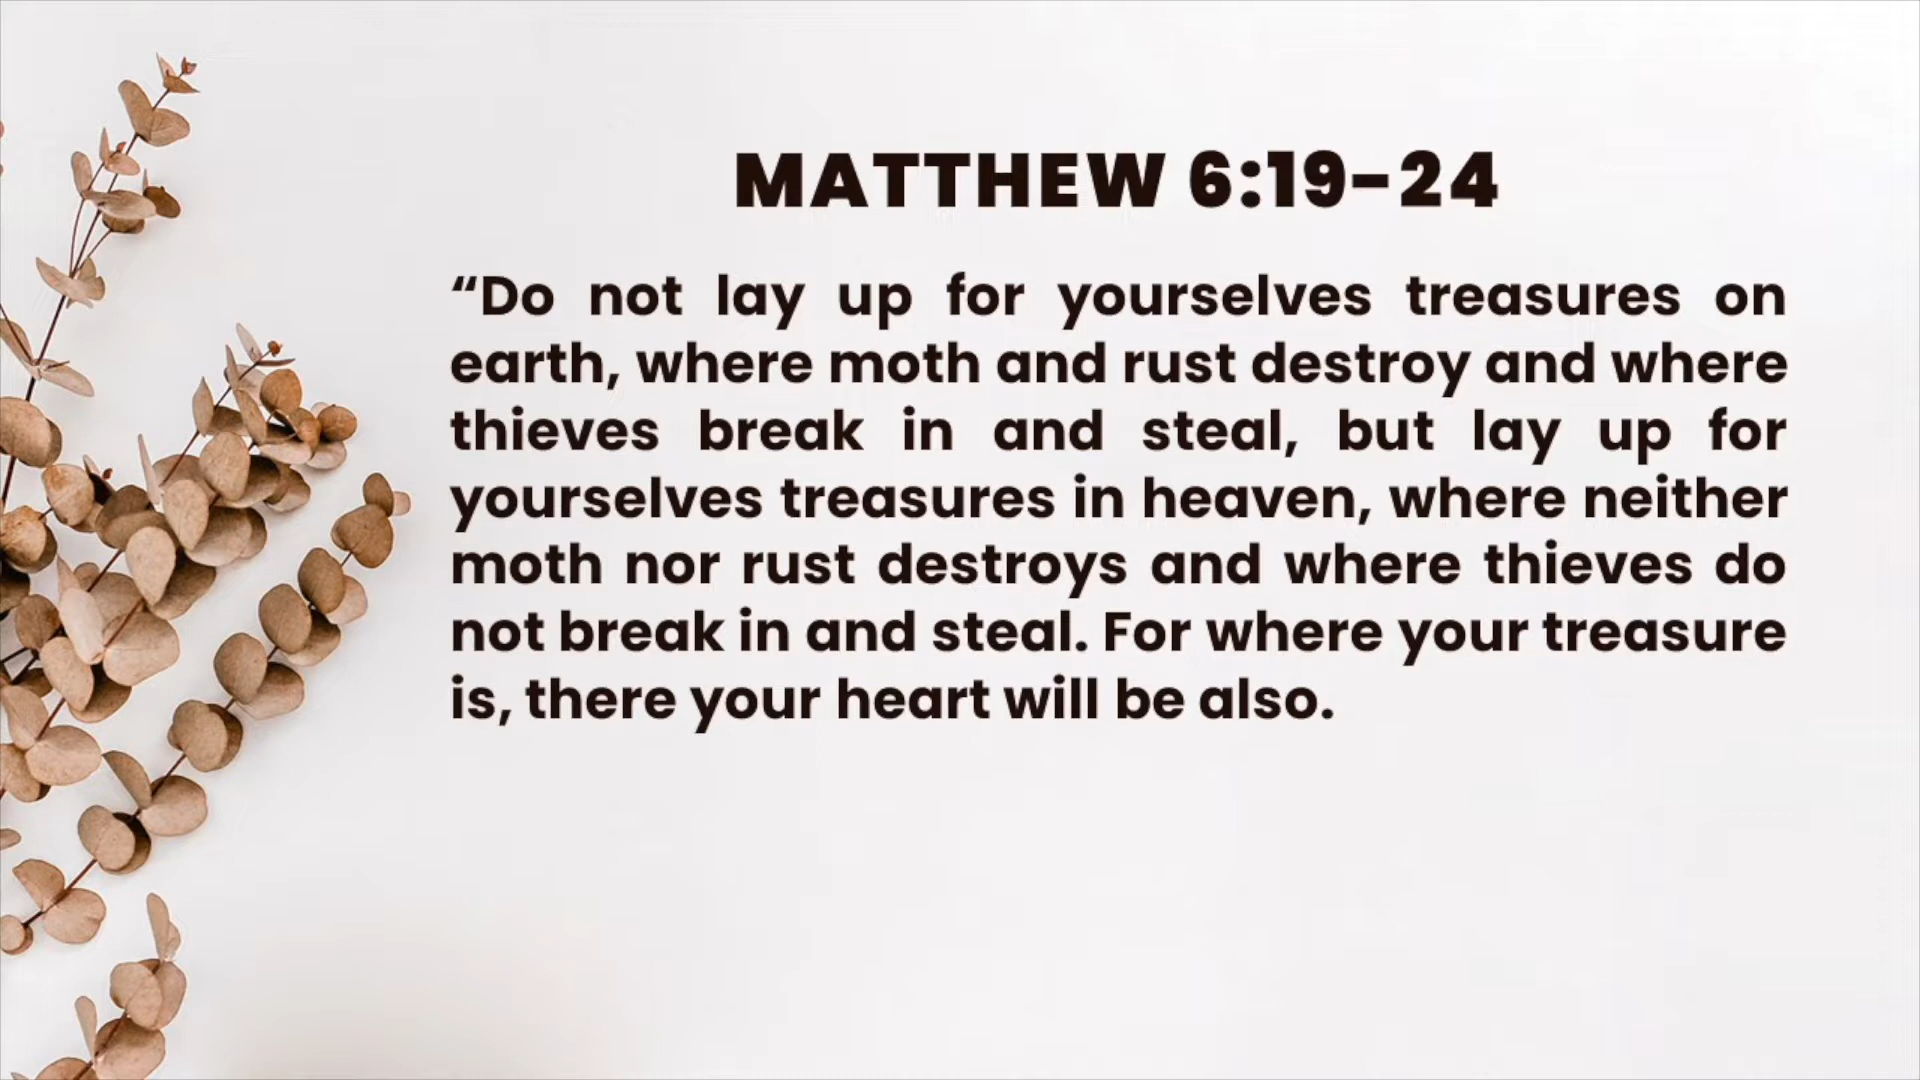 MATTHEW 6:19-24
“Do not lay up for yourselves treasures on
earth, where moth and rust destroy and where
thieves break in and steal, but lay up for
yourselves treasures in heaven, where neither
moth nor rust destroys and where thieves do
not break in and steal. For where your treasure
is, there your heart will be also.